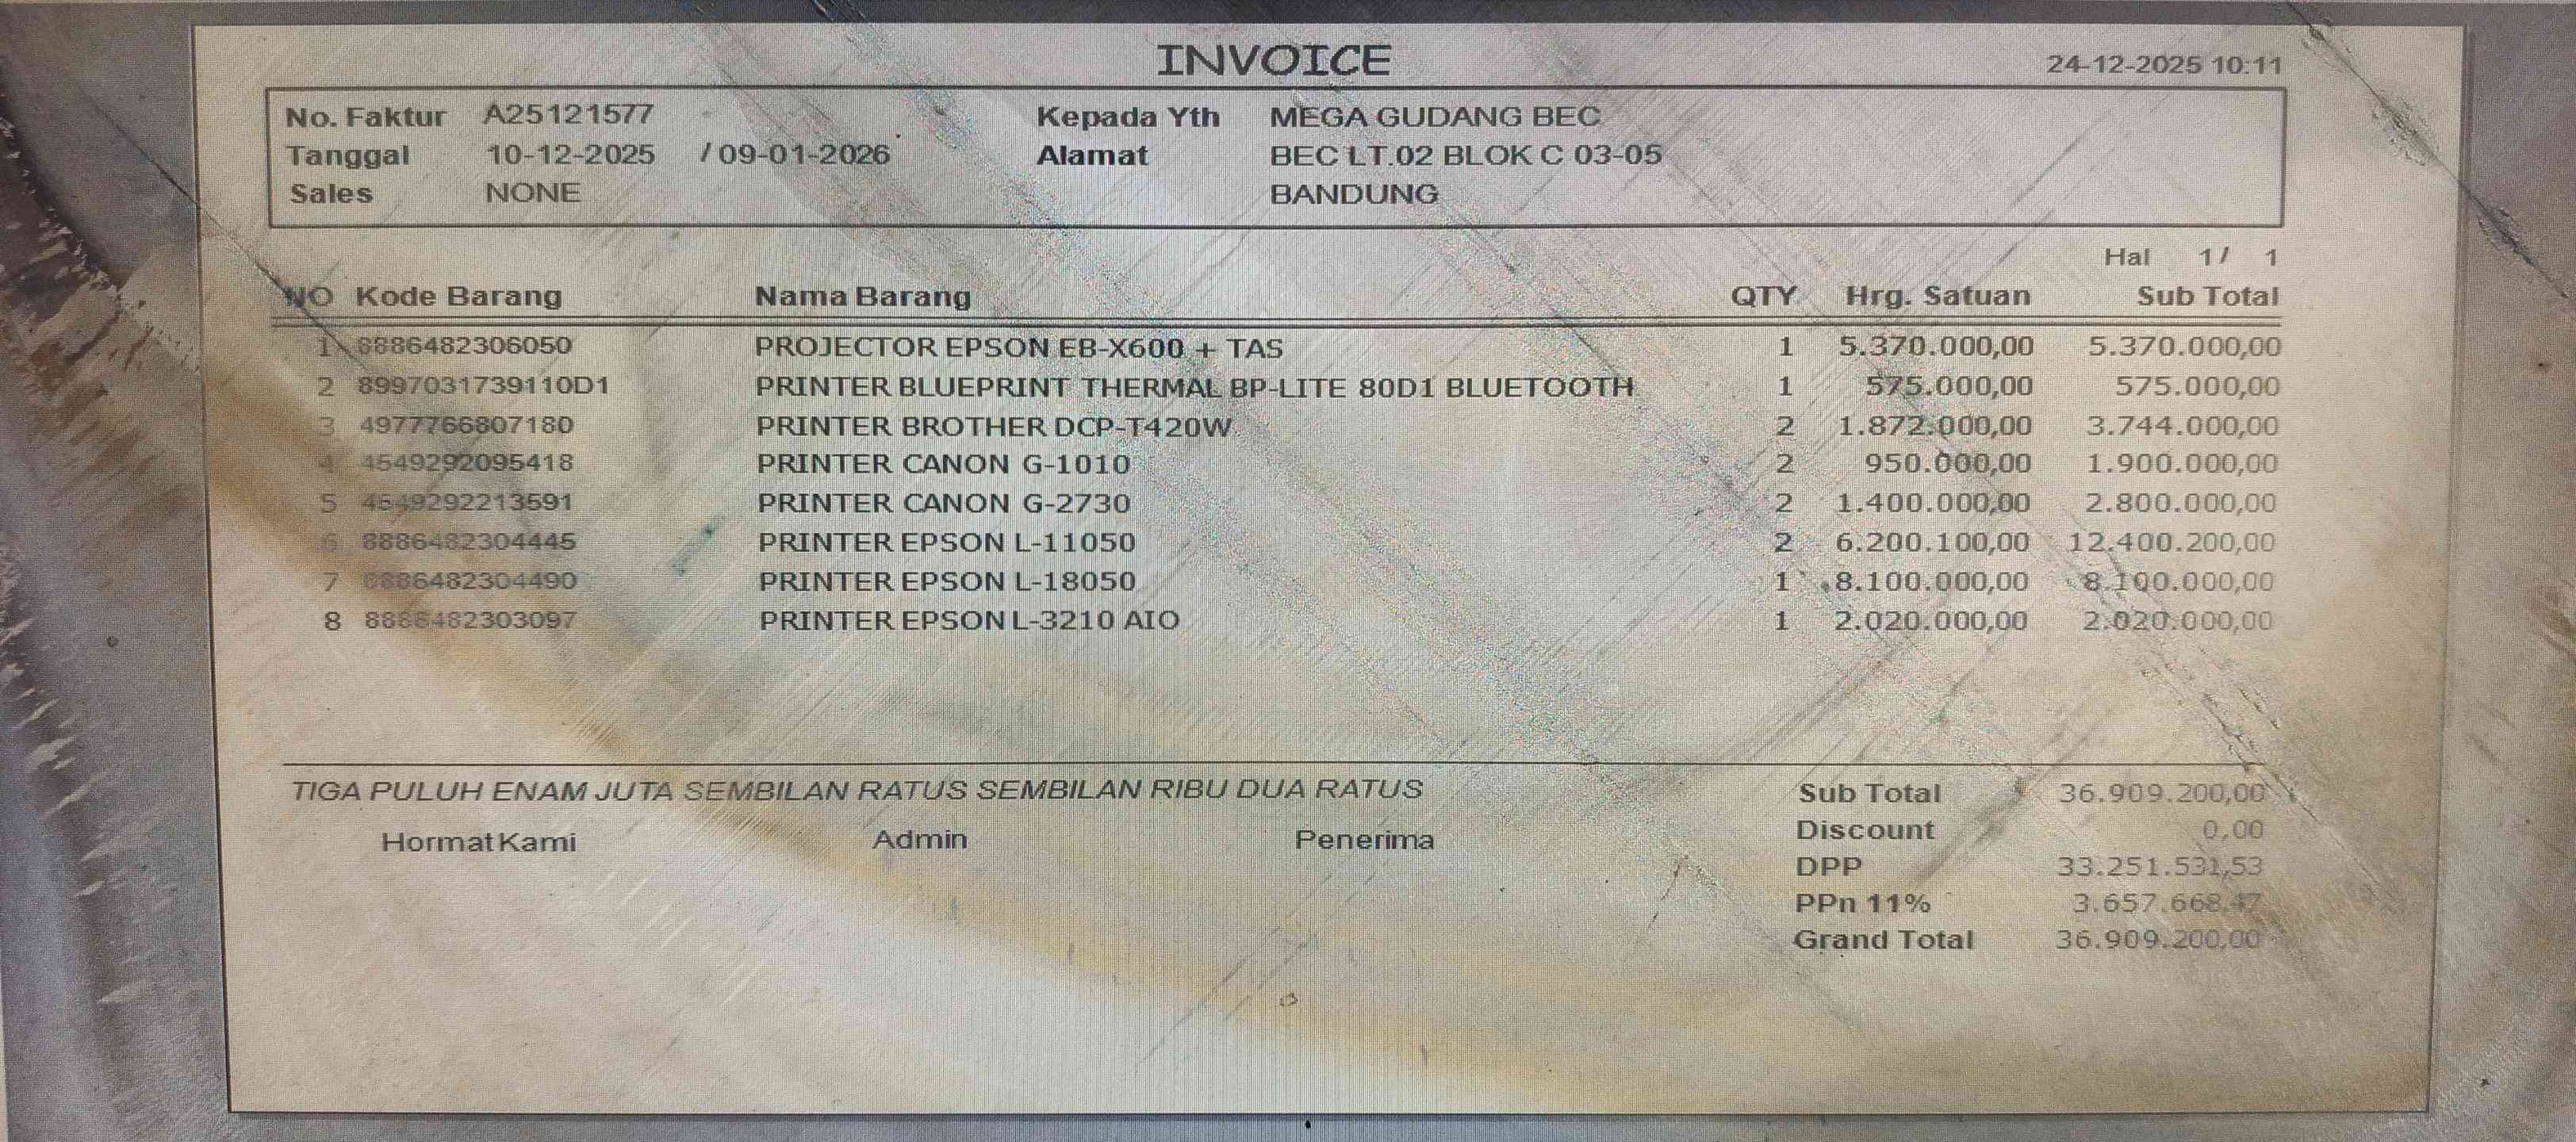 INVOICE
24-12-2025 10:11
No. Faktur A25121577 Kepada Yth MEGA GUDANG BEC
Tanggal 10-12-2025 / 09-01-2026 Alamat BEC LT.02 BLOK C 03-05
Sales NONE BANDUNG
Hal 1/ 1
NO Kode Barang Nama Barang QTY Hrg. Satuan Sub Total
1 8886482306050 PROJECTOR EPSON EB-X600 + TAS 1 5.370.000,00 5.370.000,00
2 8997031739110D1 PRINTER BLUEPRINT THERMAL BP-LITE 80D1 BLUETOOTH 1 575.000,00 575.000,00
3 4977766807180 PRINTER BROTHER DCP-T420W 2 1.872.000,00 3.744.000,00
4 4549292095418 PRINTER CANON G-1010 2 950.000,00 1.900.000,00
5 4549292213591 PRINTER CANON G-2730 2 1.400.000,00 2.800.000,00
6 8886482304445 PRINTER EPSON L-11050 2 6.200.100,00 12.400.200,00
7 8886482304490 PRINTER EPSON L-18050 1 8.100.000,00 8.100.000,00
8 8886482303097 PRINTER EPSON L-3210 AIO 1 2.020.000,00 2.020.000,00
TIGA PULUH ENAM JUTA SEMBILAN RATUS SEMBILAN RIBU DUA RATUS
Hormat Kami Admin Penerima
Sub Total 36.909.200,00
Discount 0,00
DPP 33.251.531,53
PPn 11% 3.657.668,47
Grand Total 36.909.200,00